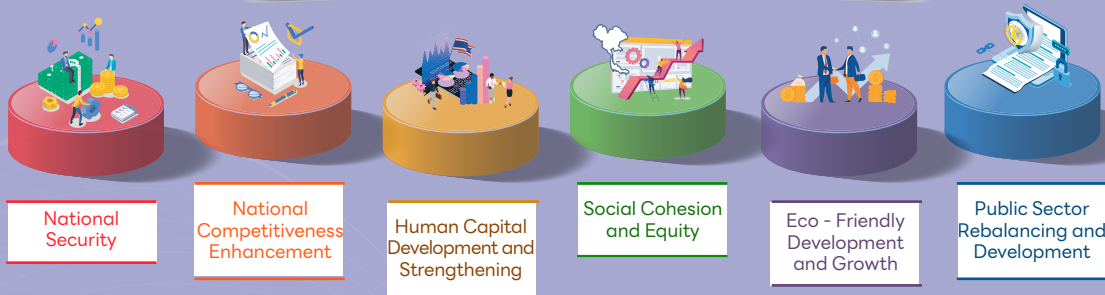 National
Security
National
Competitiveness
Enhancement
Human Capital
Development and
Strengthening
Social Cohesion
and Equity
Eco - Friendly
Development
and Growth
Public Sector
Rebalancing and
Development